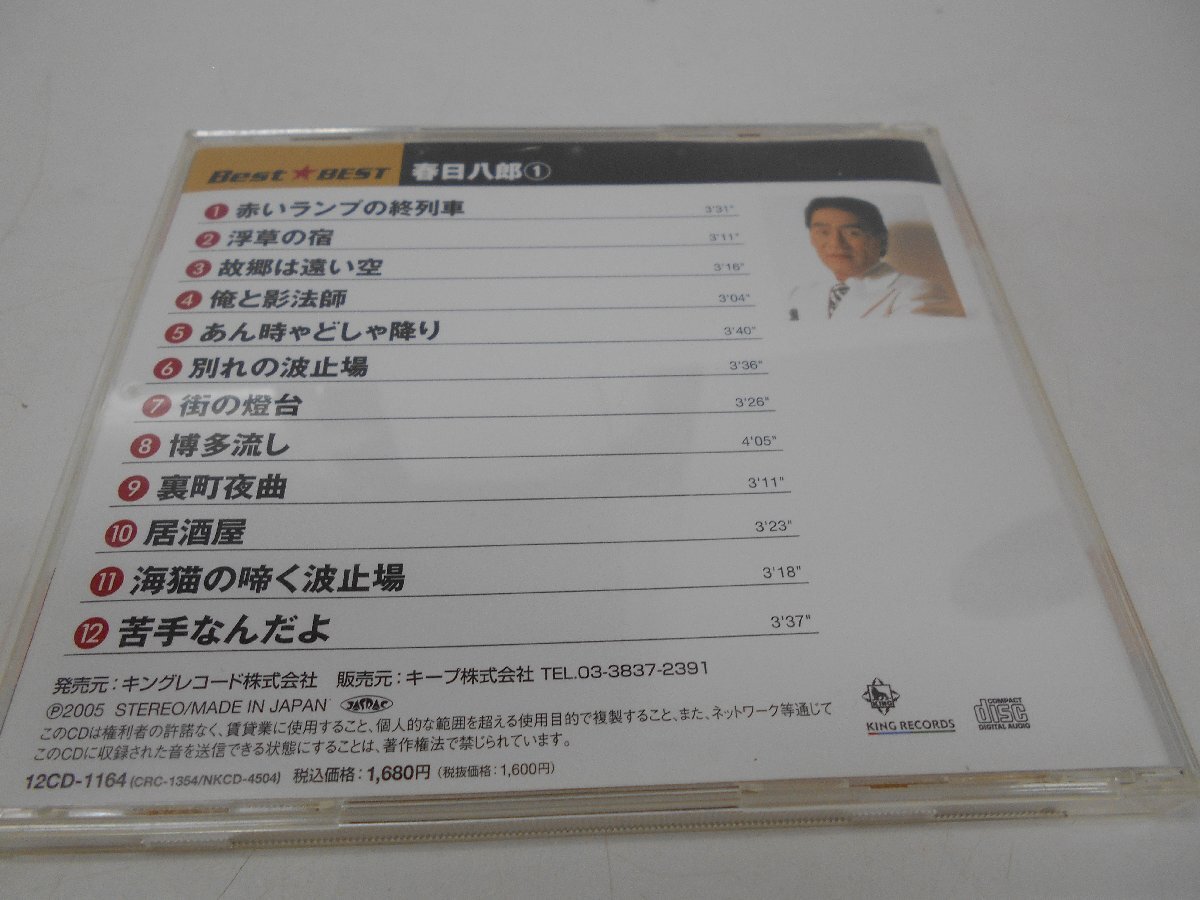 Best★BEST 春日八郎①
1 赤いランプの終列車 3'31"
2 浮草の宿 3'11"
3 故郷は遠い空 3'16"
4 俺と影法師 3'04"
5 あん時ゃどしゃ降り 3'40"
6 別れの波止場 3'36"
7 街の燈台 3'26"
8 博多流し 4'05"
9 裏町夜曲 3'11"
10 居酒屋 3'23"
11 海猫の啼く波止場 3'18"
12 苦手なんだよ 3'37"
発売元：キングレコード株式会社 販売元：キープ株式会社 TEL.03-3837-2391
Ⓟ2005 STEREO/MADE IN JAPAN JASRAC
このCDは権利者の許諾なく、賃貸業に使用すること、個人的な範囲を超える使用目的で複製すること、また、ネットワーク等通じて
このCDに収録された音を送信できる状態にすることは、著作権法で禁じられています。
12CD-1164 (CRC-1354/NKCD-4504) 税込価格：1,680円（税抜価格：1,600円）
KING
KING RECORDS
COMPACT
disc
DIGITAL AUDIO